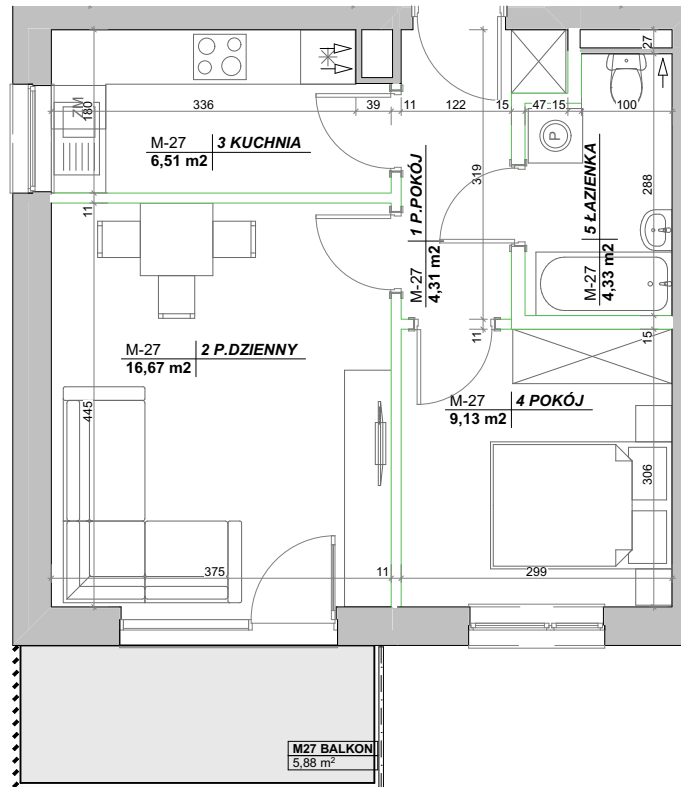 27
ZM
180
336
39
11
122
15
47
15
100
M-27 3 KUCHNIA
6,51 m2
P
1 P.POKÓJ
M-27
4,31 m2
319
5 ŁAZIENKA
M-27
4,33 m2
288
11
M-27 2 P.DZIENNY
16,67 m2
11
15
M-27 4 POKÓJ
9,13 m2
445
306
375
11
299
M27 BALKON
5,88 m²